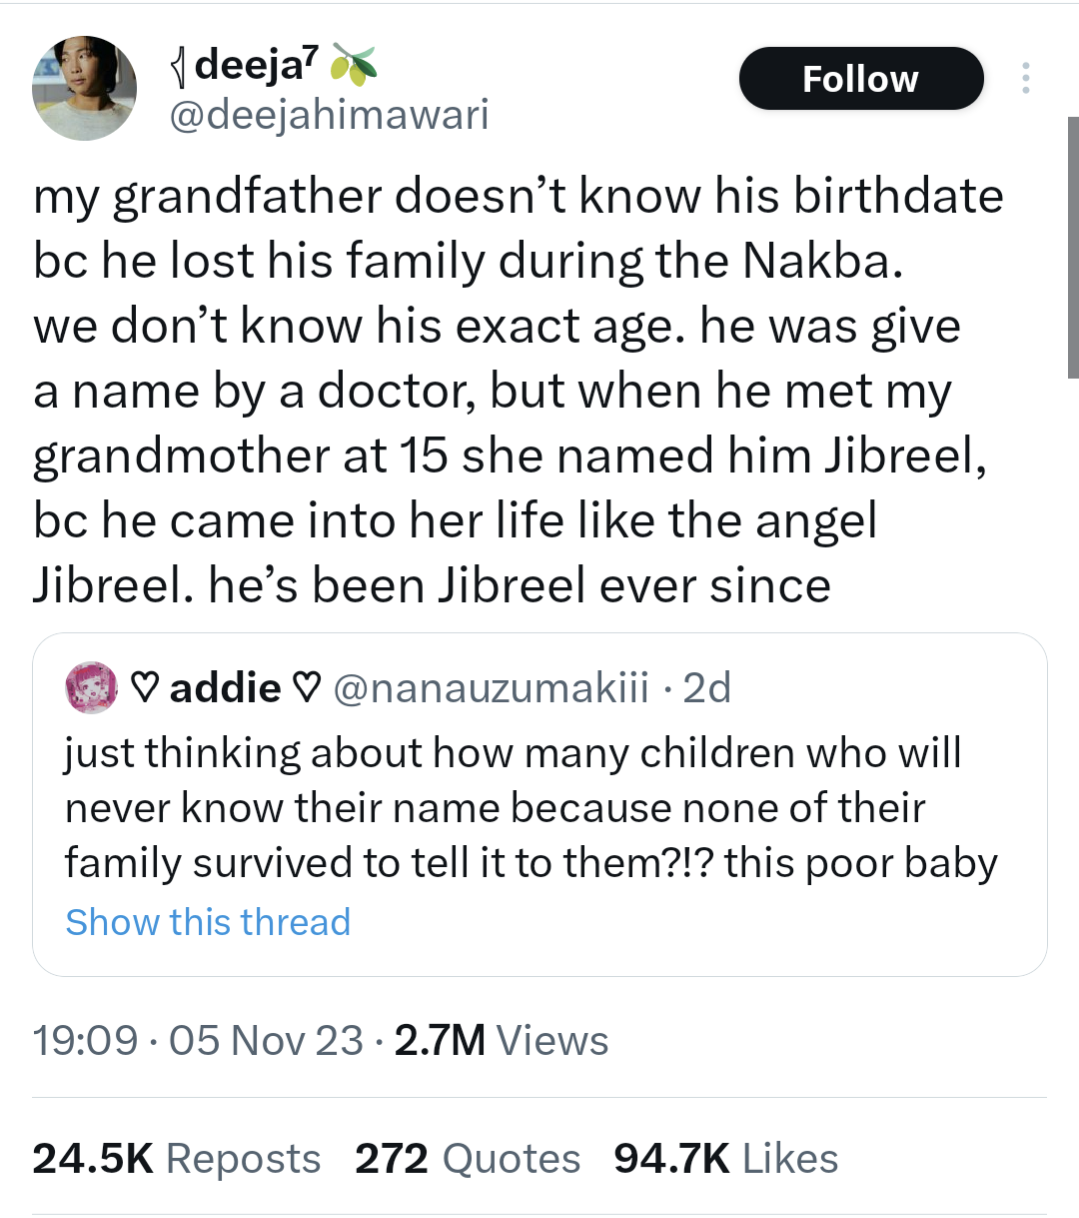 ⦃deeja⁷ 🫒
@deejahimawari
Follow
my grandfather doesn’t know his birthdate
bc he lost his family during the Nakba.
we don’t know his exact age. he was give
a name by a doctor, but when he met my
grandmother at 15 she named him Jibreel,
bc he came into her life like the angel
Jibreel. he’s been Jibreel ever since
♡ addie ♡ @nanauzumakiii · 2d
just thinking about how many children who will
never know their name because none of their
family survived to tell it to them?!? this poor baby
Show this thread
19:09 · 05 Nov 23 · 2.7M Views
24.5K Reposts 272 Quotes 94.7K Likes